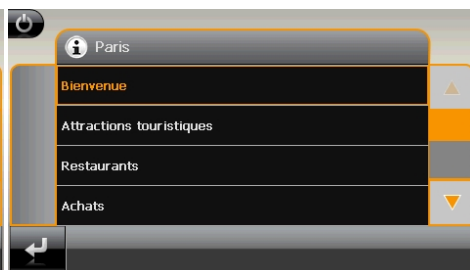 Paris
Bienvenue
Attractions touristiques
Restaurants
Achats